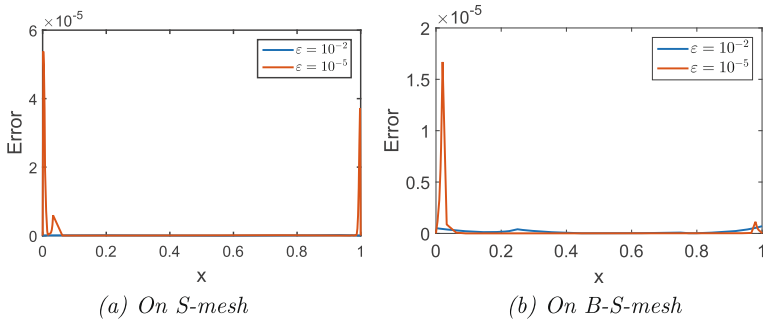 ×10⁻⁵
6
4
2
0
Error
0
0.2
0.4
0.6
0.8
1
x
ε = 10⁻²
ε = 10⁻⁵
(a) On S-mesh
×10⁻⁵
2
1.5
1
0.5
0
Error
0
0.2
0.4
0.6
0.8
1
x
ε = 10⁻²
ε = 10⁻⁵
(b) On B-S-mesh